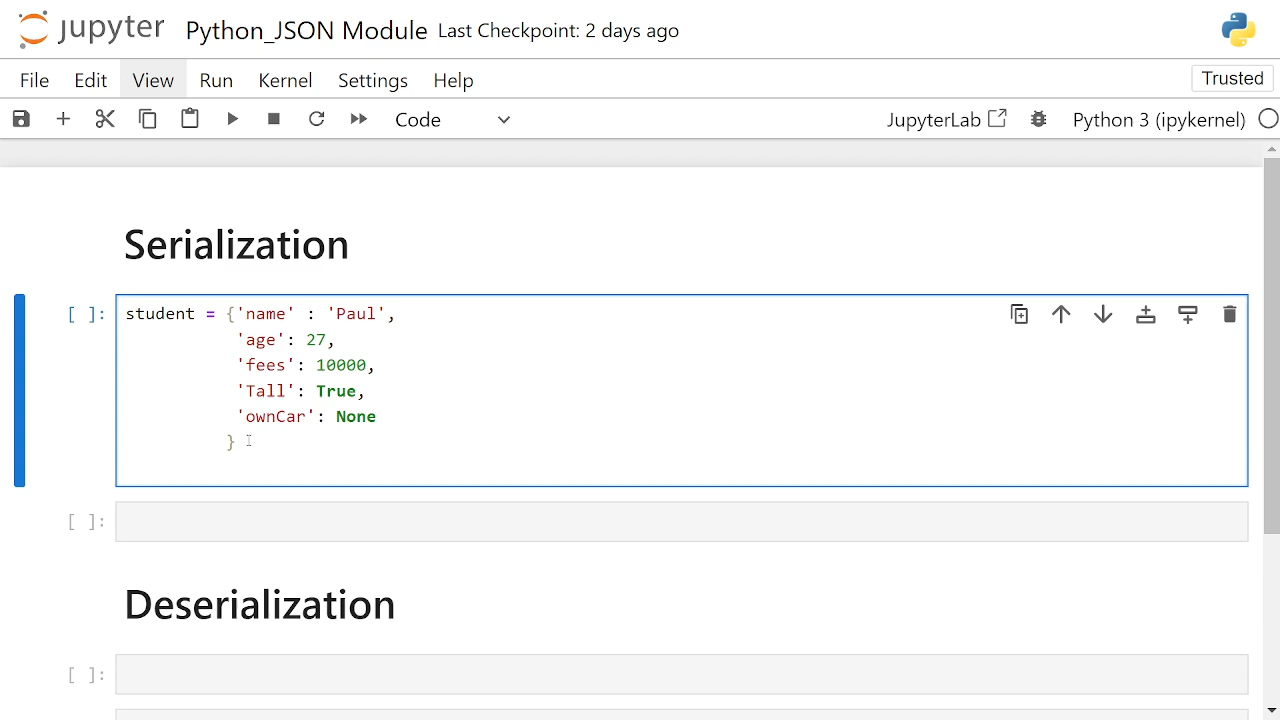 jupyter Python_JSON Module Last Checkpoint: 2 days ago
File Edit View Run Kernel Settings Help Trusted
Code JupyterLab Python 3 (ipykernel)
Serialization
[ ]: student = {'name' : 'Paul',
'age': 27,
'fees': 10000,
'Tall': True,
'ownCar': None
}
[ ]:
Deserialization
[ ]: